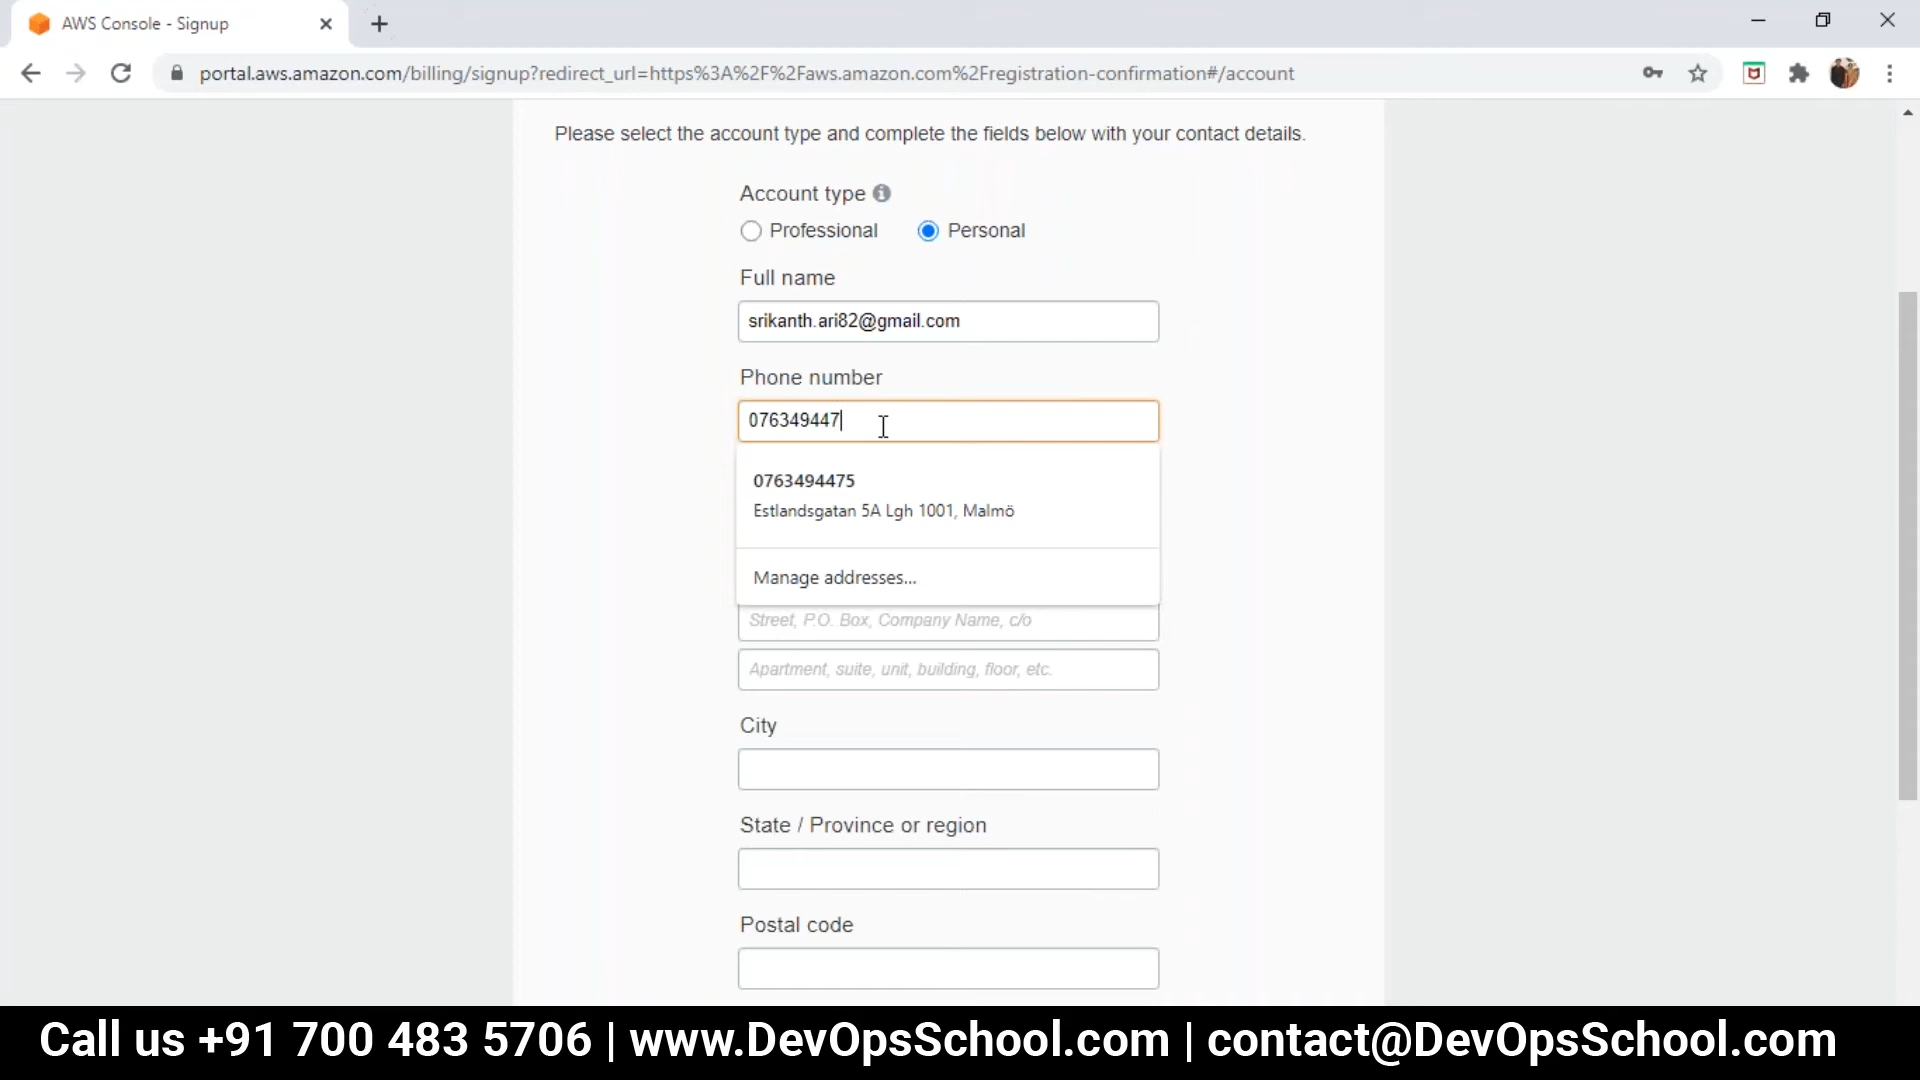 AWS Console - Signup
portal.aws.amazon.com/billing/signup?redirect_url=https%3A%2F%2Faws.amazon.com%2Fregistration-confirmation#/account
Please select the account type and complete the fields below with your contact details.
Account type
Professional Personal
Full name
srikanth.ari82@gmail.com
Phone number
076349447
0763494475
Estlandsgatan 5A Lgh 1001, Malmö
Manage addresses...
Street, P.O. Box, Company Name, c/o
Apartment, suite, unit, building, floor, etc.
City
State / Province or region
Postal code
Call us +91 700 483 5706 | www.DevOpsSchool.com | contact@DevOpsSchool.com